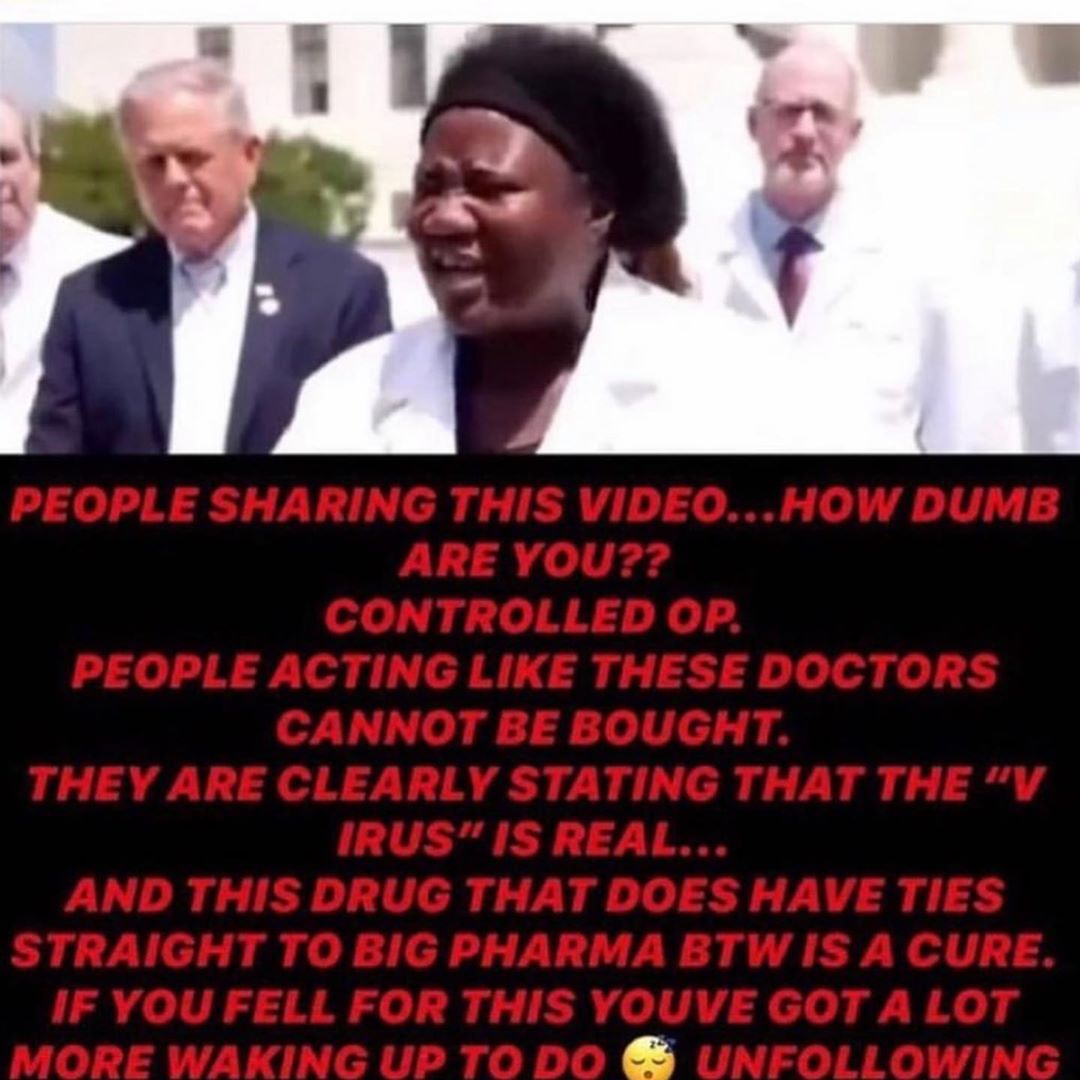 PEOPLE SHARING THIS VIDEO...HOW DUMB
ARE YOU??
CONTROLLED OP.
PEOPLE ACTING LIKE THESE DOCTORS
CANNOT BE BOUGHT.
THEY ARE CLEARLY STATING THAT THE "V
IRUS" IS REAL...
AND THIS DRUG THAT DOES HAVE TIES
STRAIGHT TO BIG PHARMA BTW IS A CURE.
IF YOU FELL FOR THIS YOUVE GOT A LOT
MORE WAKING UP TO DO 😴 UNFOLLOWING